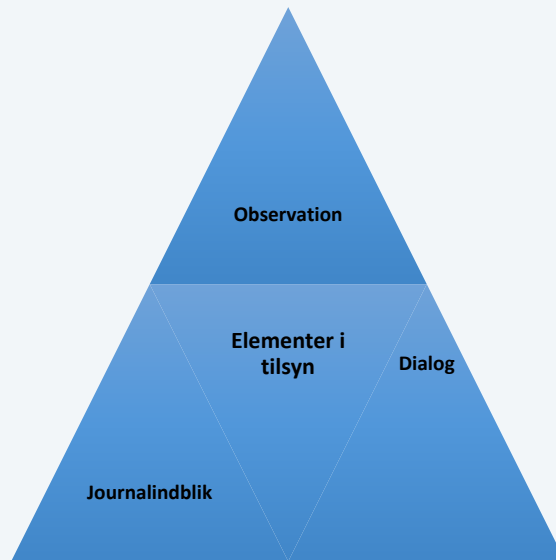 Observation
Elementer i
tilsyn
Dialog
Journalindblik